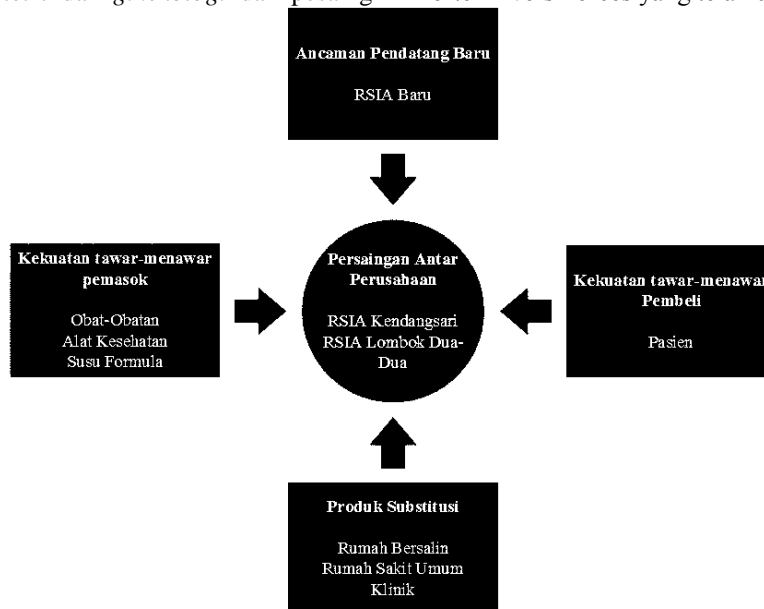 Ancaman Pendatang Baru
RSIA Baru
Kekuatan tawar-menawar
pemasok
Obat-Obatan
Alat Kesehatan
Susu Formula
Persaingan Antar
Perusahaan
RSIA Kendangsari
RSIA Lombok Dua-
Dua
Kekuatan tawar-menawar
Pembeli
Pasien
Produk Substitusi
Rumah Bersalin
Rumah Sakit Umum
Klinik